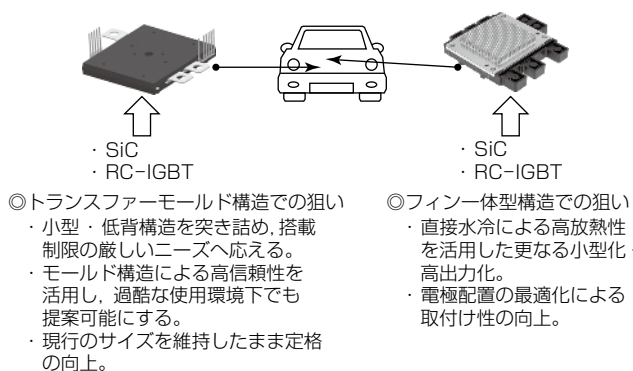 ・SiC
・RC-IGBT
◎トランスファーモールド構造での狙い
・小型・低背構造を突き詰め,搭載
制限の厳しいニーズへ応える。
・モールド構造による高信頼性を
活用し,過酷な使用環境下でも
提案可能にする。
・現行のサイズを維持したまま定格
の向上。
・SiC
・RC-IGBT
◎フィン一体型構造での狙い
・直接水冷による高放熱性
を活用した更なる小型化・
高出力化。
・電極配置の最適化による
取付け性の向上。